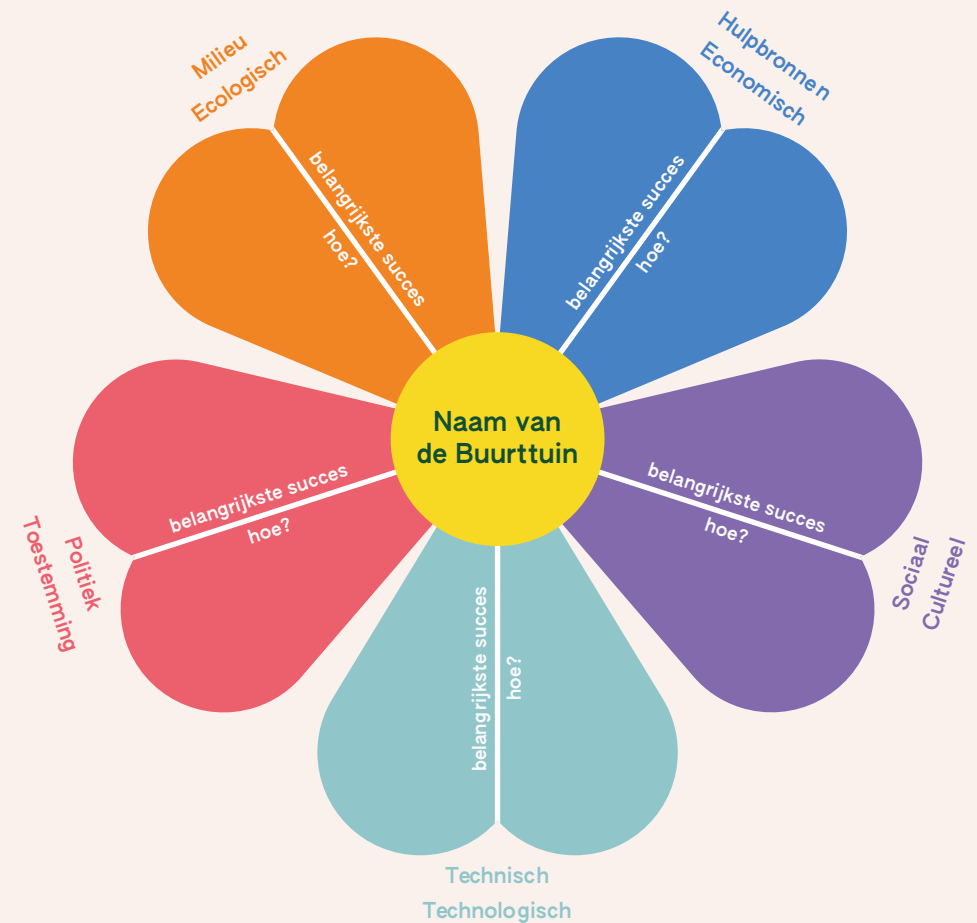 Milieu
Ecologisch
Hulpbronnen
Economisch
belangrijkste succes
hoe?
belangrijkste succes
hoe?
Naam van
de Buurttuin
belangrijkste succes
hoe?
belangrijkste succes
hoe?
Politiek
Toestemming
Sociaal
Cultureel
belangrijkste succes
hoe?
Technisch
Technologisch